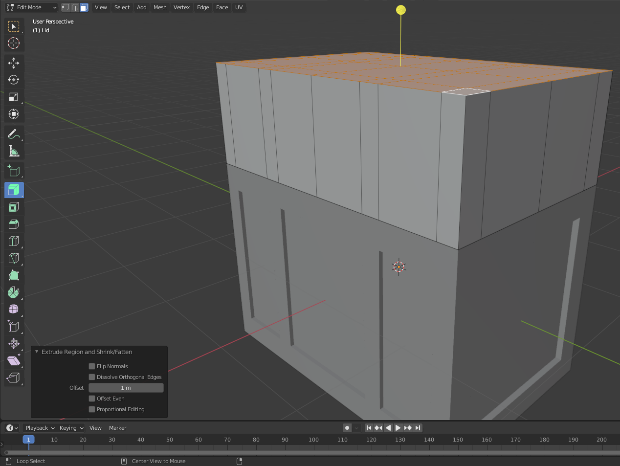 Edit Mode
View Select Add Mesh Vertex Edge Face UV
User Perspective
(1) Lid
Extrude Region and Shrink/Fatten
Flip Normals
Dissolve Orthogonal Edges
Offset 1 m
Offset Even
Proportional Editing
Playback Keying View Marker
1 10 20 30 40 50 60 70 80 90 100 110 120 130 140 150 160 170 180 190 200
Loop Select Center View to Mouse